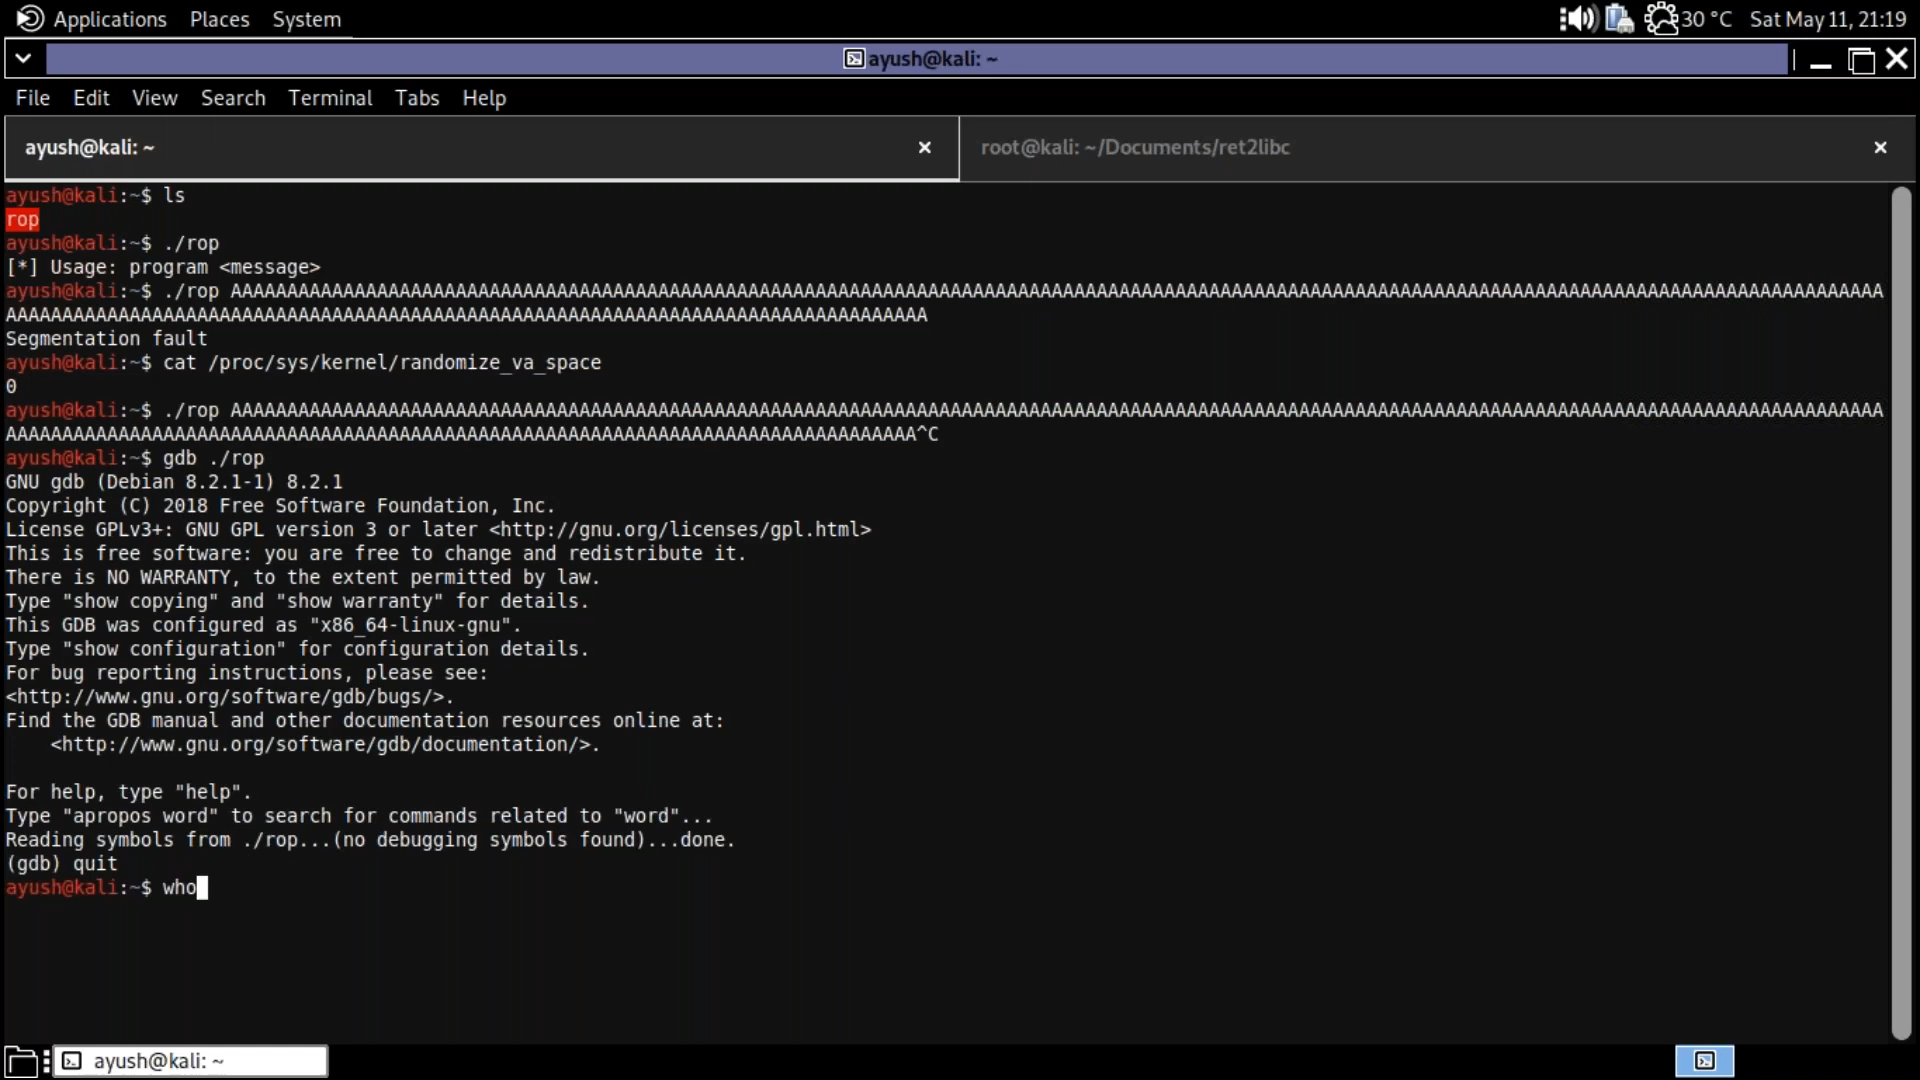 Applications Places System 30 °C Sat May 11, 21:19
ayush@kali: ~
File Edit View Search Terminal Tabs Help
ayush@kali: ~ × root@kali: ~/Documents/ret2libc ×
ayush@kali:~$ ls
rop
ayush@kali:~$ ./rop
[*] Usage: program <message>
ayush@kali:~$ ./rop AAAAAAAAAAAAAAAAAAAAAAAAAAAAAAAAAAAAAAAAAAAAAAAAAAAAAAAAAAAAAAAAAAAAAAAAAAAAAAAAAAAAAAAAAAAAAAAAAAAAAAAAAAAAAAAAAAAAAAAAAAAAAAAAAAAAAAAAAAAAAAAAAAA
AAAAAAAAAAAAAAAAAAAAAAAAAAAAAAAAAAAAAAAAAAAAAAAAAAAAAAAAAAAAAAAAAAAAAAAAAAAAAAAAAA
Segmentation fault
ayush@kali:~$ cat /proc/sys/kernel/randomize_va_space
0
ayush@kali:~$ ./rop AAAAAAAAAAAAAAAAAAAAAAAAAAAAAAAAAAAAAAAAAAAAAAAAAAAAAAAAAAAAAAAAAAAAAAAAAAAAAAAAAAAAAAAAAAAAAAAAAAAAAAAAAAAAAAAAAAAAAAAAAAAAAAAAAAAAAAAAAAAAAAAAAAA
AAAAAAAAAAAAAAAAAAAAAAAAAAAAAAAAAAAAAAAAAAAAAAAAAAAAAAAAAAAAAAAAAAAAAAAAAAAAAAAAA^C
ayush@kali:~$ gdb ./rop
GNU gdb (Debian 8.2.1-1) 8.2.1
Copyright (C) 2018 Free Software Foundation, Inc.
License GPLv3+: GNU GPL version 3 or later <http://gnu.org/licenses/gpl.html>
This is free software: you are free to change and redistribute it.
There is NO WARRANTY, to the extent permitted by law.
Type "show copying" and "show warranty" for details.
This GDB was configured as "x86_64-linux-gnu".
Type "show configuration" for configuration details.
For bug reporting instructions, please see:
<http://www.gnu.org/software/gdb/bugs/>.
Find the GDB manual and other documentation resources online at:
<http://www.gnu.org/software/gdb/documentation/>.
For help, type "help".
Type "apropos word" to search for commands related to "word"...
Reading symbols from ./rop...(no debugging symbols found)...done.
(gdb) quit
ayush@kali:~$ who
ayush@kali: ~